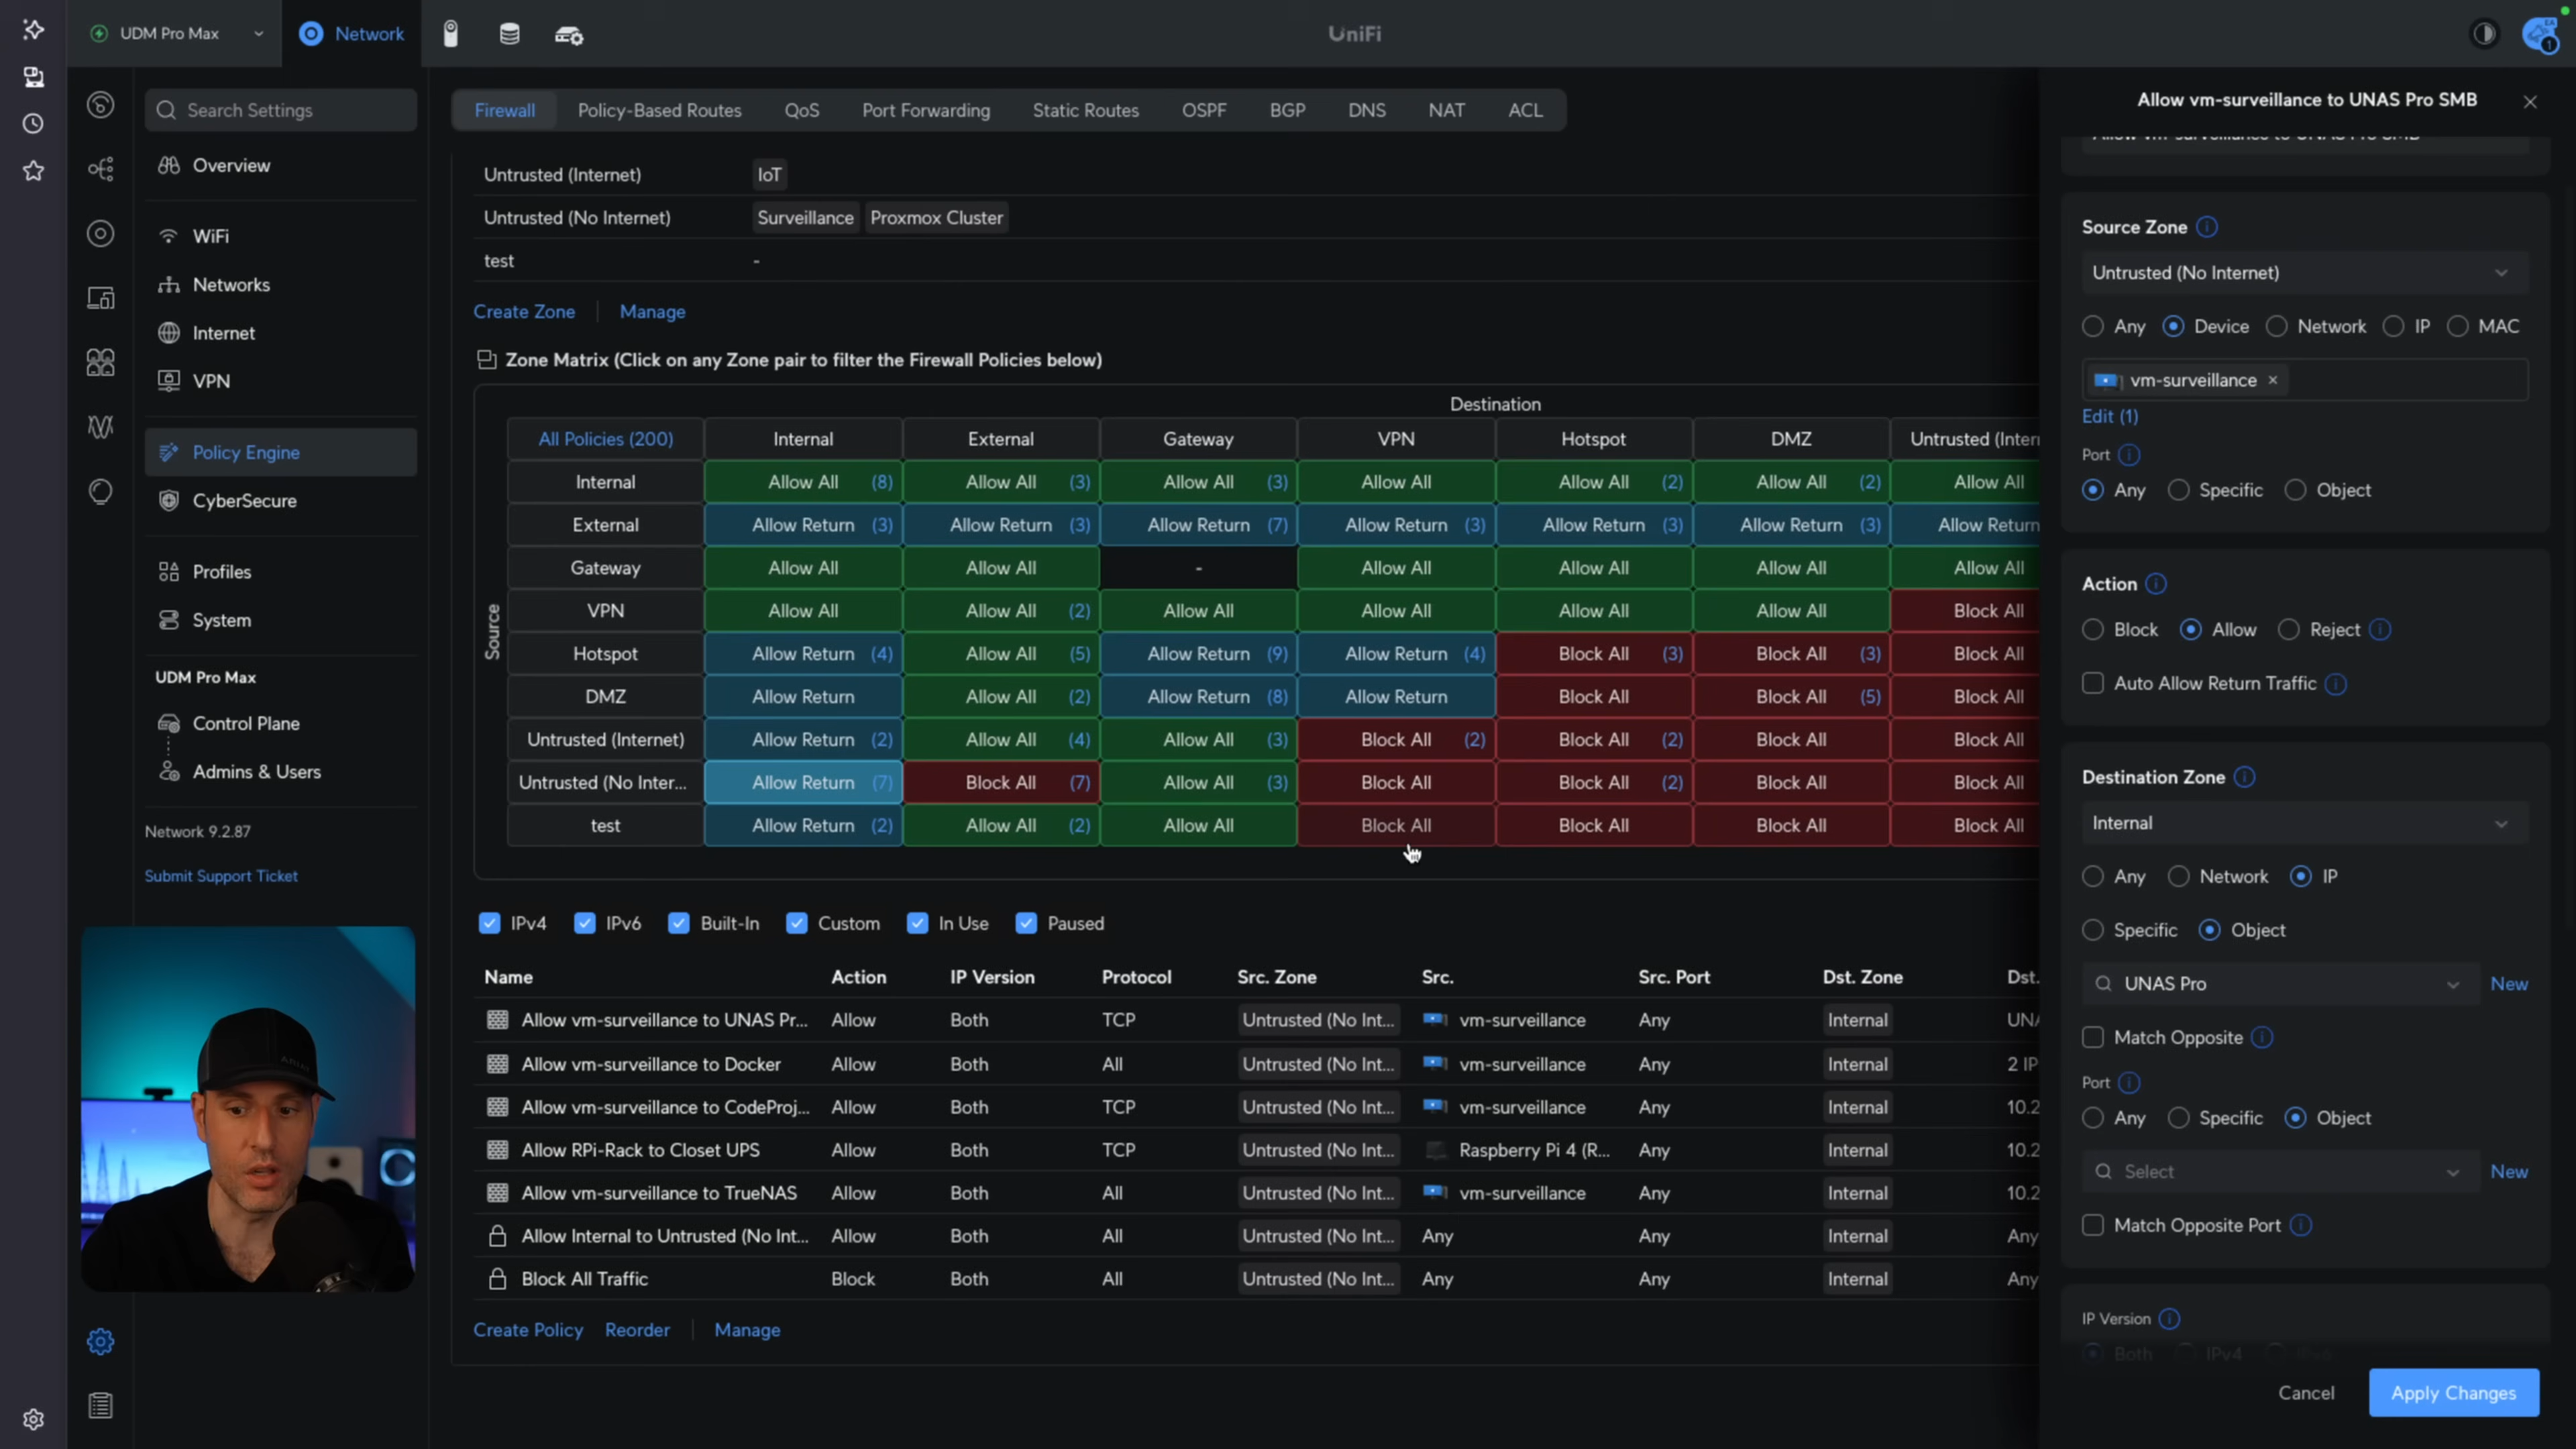 UDM Pro Max
Network
UniFi
Search Settings
Overview
WiFi
Networks
Internet
VPN
Policy Engine
CyberSecure
Profiles
System
UDM Pro Max
Control Plane
Admins & Users
Network 9.2.87
Submit Support Ticket
Firewall Policy-Based Routes QoS Port Forwarding Static Routes OSPF BGP DNS NAT ACL
Untrusted (Internet) IoT
Untrusted (No Internet) Surveillance Proxmox Cluster
test -
Create Zone Manage
Zone Matrix (Click on any Zone pair to filter the Firewall Policies below)
Destination
Source
All Policies (200) Internal External Gateway VPN Hotspot DMZ Untrusted (Inter
Internal Allow All (8) Allow All (3) Allow All (3) Allow All Allow All (2) Allow All (2) Allow All
External Allow Return (3) Allow Return (3) Allow Return (7) Allow Return (3) Allow Return (3) Allow Return (3) Allow Return
Gateway Allow All Allow All - Allow All Allow All Allow All Allow All
VPN Allow All Allow All (2) Allow All Allow All Allow All Allow All Block All
Hotspot Allow Return (4) Allow All (5) Allow Return (9) Allow Return (4) Block All (3) Block All (3) Block All
DMZ Allow Return Allow All (2) Allow Return (8) Allow Return Block All Block All (5) Block All
Untrusted (Internet) Allow Return (2) Allow All (4) Allow All (3) Block All (2) Block All (2) Block All Block All
Untrusted (No Inter... Allow Return (7) Block All (7) Allow All (3) Block All Block All (2) Block All Block All
test Allow Return (2) Allow All (2) Allow All Block All Block All Block All Block All
IPv4 IPv6 Built-In Custom In Use Paused
Name Action IP Version Protocol Src. Zone Src. Src. Port Dst. Zone Dst.
Allow vm-surveillance to UNAS Pr... Allow Both TCP Untrusted (No Int... vm-surveillance Any Internal UNA
Allow vm-surveillance to Docker Allow Both All Untrusted (No Int... vm-surveillance Any Internal 2 IP
Allow vm-surveillance to CodeProj... Allow Both TCP Untrusted (No Int... vm-surveillance Any Internal 10.2
Allow RPi-Rack to Closet UPS Allow Both TCP Untrusted (No Int... Raspberry Pi 4 (R... Any Internal 10.2
Allow vm-surveillance to TrueNAS Allow Both All Untrusted (No Int... vm-surveillance Any Internal 10.2
Allow Internal to Untrusted (No Int... Allow Both All Untrusted (No Int... Any Any Internal Any
Block All Traffic Block Both All Untrusted (No Int... Any Any Internal Any
Create Policy Reorder Manage
Allow vm-surveillance to UNAS Pro SMB
Allow vm-surveillance to UNAS Pro SMB
Source Zone
Untrusted (No Internet)
Any Device Network IP MAC
vm-surveillance
Edit (1)
Port
Any Specific Object
Action
Block Allow Reject
Auto Allow Return Traffic
Destination Zone
Internal
Any Network IP
Specific Object
UNAS Pro New
Match Opposite
Port
Any Specific Object
Select New
Match Opposite Port
IP Version
Both IPv4
Cancel Apply Changes